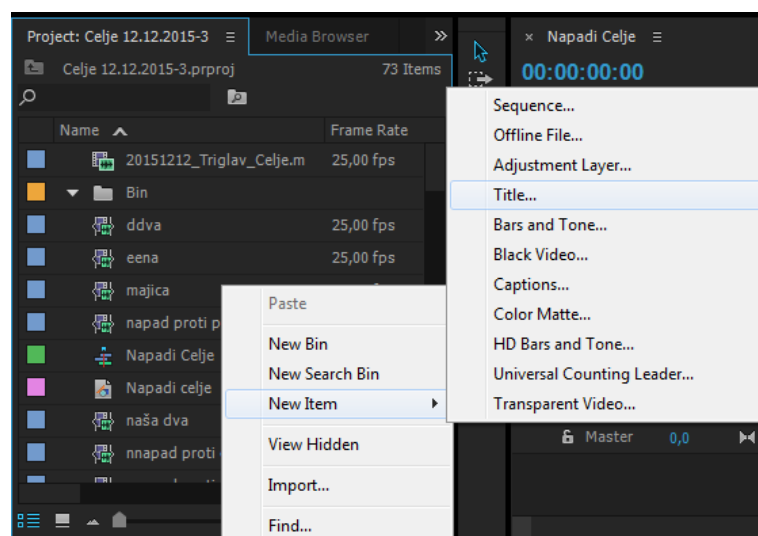 Project: Celje 12.12.2015-3
Media Browser
Napadi Celje
Celje 12.12.2015-3.prproj
73 Items
00:00:00:00
Name
Frame Rate
20151212_Triglav_Celje.m
25,00 fps
Bin
ddva
25,00 fps
eena
25,00 fps
majica
napad proti p
Napadi Celje
Napadi celje
naša dva
nnapad proti
Paste
New Bin
New Search Bin
New Item
View Hidden
Import...
Find...
Sequence...
Offline File...
Adjustment Layer...
Title...
Bars and Tone...
Black Video...
Captions...
Color Matte...
HD Bars and Tone...
Universal Counting Leader...
Transparent Video...
Master
0,0